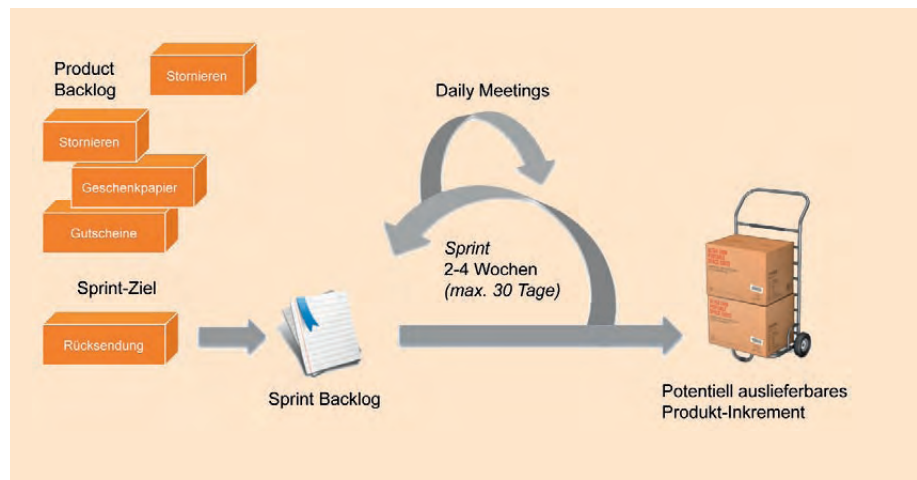 Product
Backlog
Stornieren
Stornieren
Geschenkpapier
Gutscheine
Sprint-Ziel
Rücksendung
Sprint Backlog
Daily Meetings
Sprint
2-4 Wochen
(max. 30 Tage)
Potentiell auslieferbares
Produkt-Inkrement